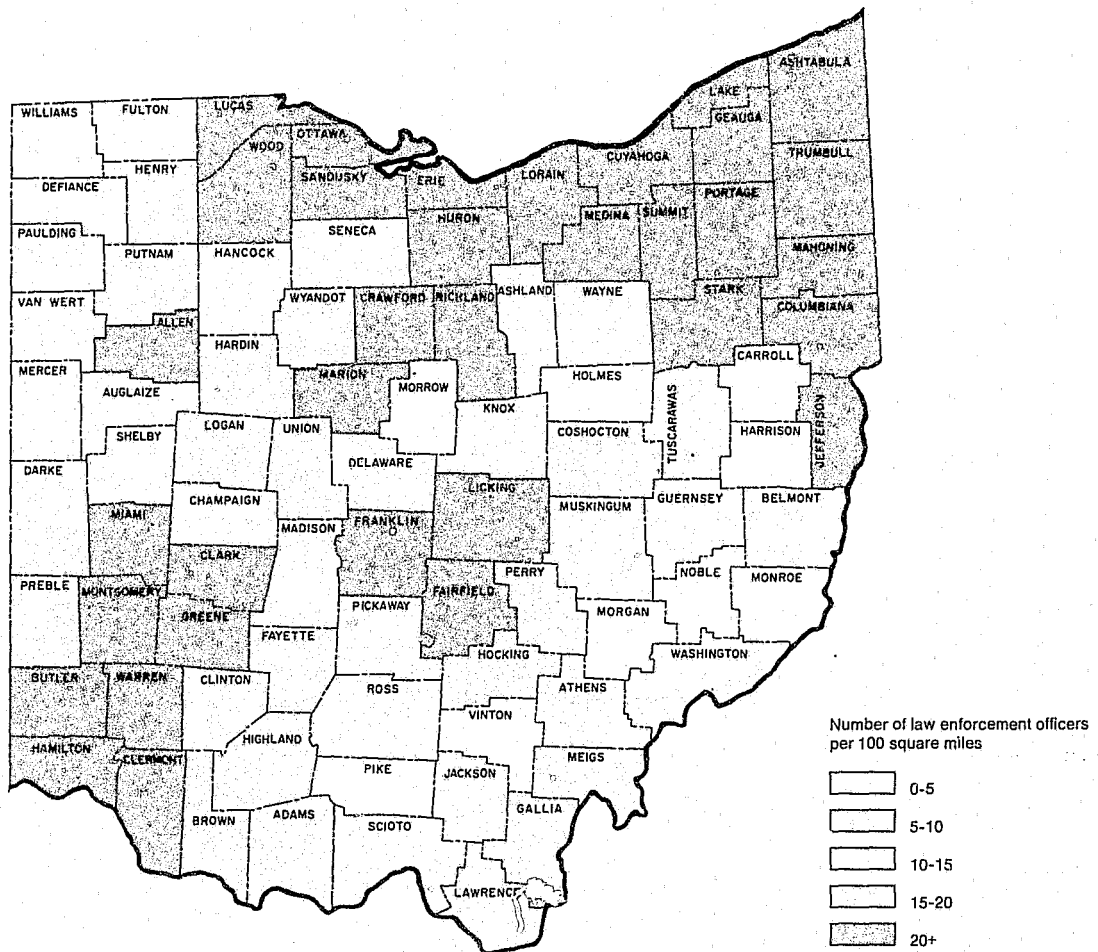 ASHTABULA
LAKE
GEAUGA
WILLIAMS
FULTON
LUCAS
OTTAWA
WOOD
CUYAHOGA
TRUMBULL
HENRY
SANDUSKY
ERIE
LORAIN
DEFIANCE
PORTAGE
HURON
MEDINA
SUMMIT
PAULDING
SENECA
MAHONING
PUTNAM
HANCOCK
VAN WERT
WYANDOT
CRAWFORD
RICHLAND
ASHLAND
WAYNE
STARK
COLUMBIANA
ALLEN
HARDIN
CARROLL
MERCER
MARION
MORROW
HOLMES
AUGLAIZE
KNOX
TUSCARAWAS
JEFFERSON
LOGAN
UNION
COSHOCTON
HARRISON
SHELBY
DARKE
DELAWARE
LICKING
CHAMPAIGN
MUSKINGUM
GUERNSEY
BELMONT
MIAMI
MADISON
FRANKLIN
CLARK
PREBLE
MONTGOMERY
FAIRFIELD
PERRY
NOBLE
MONROE
GREENE
PICKAWAY
MORGAN
FAYETTE
HOCKING
WASHINGTON
BUTLER
WARREN
CLINTON
ROSS
ATHENS
VINTON
HIGHLAND
HAMILTON
CLERMONT
PIKE
JACKSON
MEIGS
GALLIA
BROWN
ADAMS
SCIOTO
LAWRENCE
Number of law enforcement officers
per 100 square miles
0-5
5-10
10-15
15-20
20+